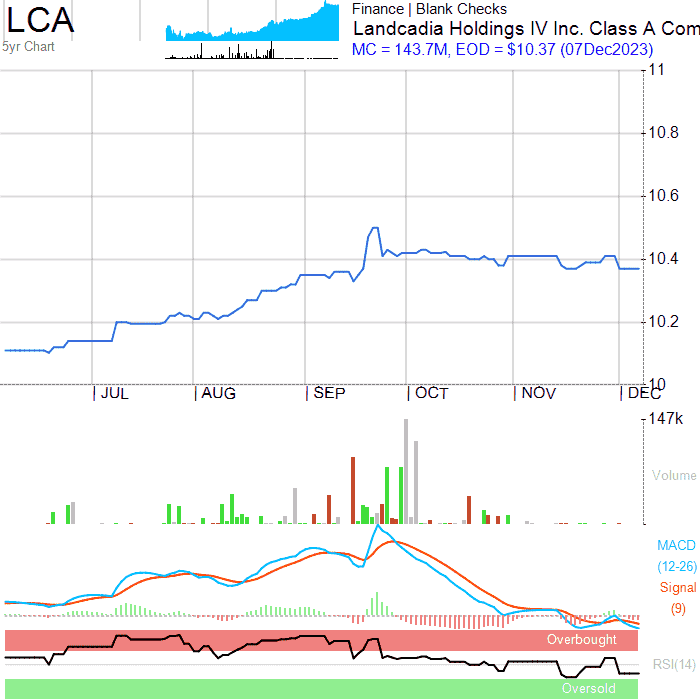 LCA
5yr Chart
Finance | Blank Checks
Landcadia Holdings IV Inc. Class A Com
MC = 143.7M, EOD = $10.37 (07Dec2023)
11
10.8
10.6
10.4
10.2
10
JUL AUG SEP OCT NOV DEC
147k
Volume
MACD
(12-26)
Signal
(9)
Overbought
RSI(14)
Oversold